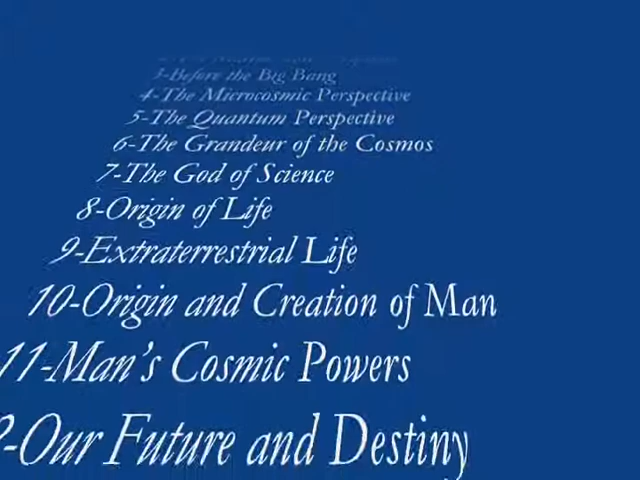 3-Before the Big Bang
4-The Microcosmic Perspective
5-The Quantum Perspective
6-The Grandeur of the Cosmos
7-The God of Science
8-Origin of Life
9-Extraterrestrial Life
10-Origin and Creation of Man
11-Man's Cosmic Powers
2-Our Future and Destiny